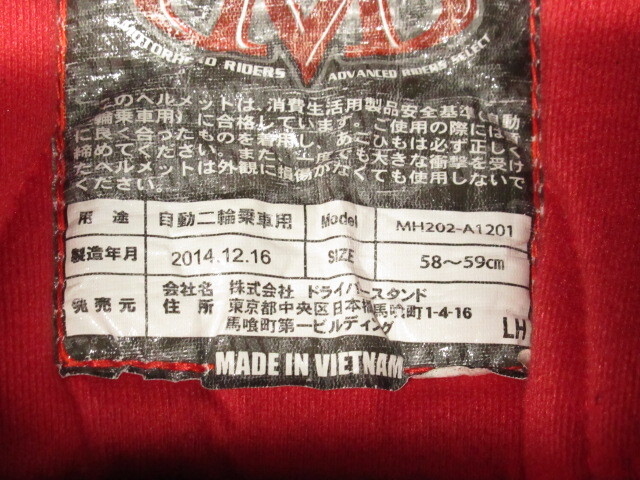 MOTORHEAD RIDERS ADVANCED RIDERS SELECT
このヘルメットは、消費生活用製品安全基準(自動
二輪乗車用)に合格しています。ご使用の際には頭
に良く合ったものを着用し、あごひもは必ず正しく
締めてください。また、一度でも大きな衝撃を受け
たヘルメットは外観に損傷がなくても使用しないで
ください。
用途 自動二輪乗車用 Model MH202-A1201
製造年月 2014.12.16 SIZE 58～59cm
発売元 会社名 株式会社 ドライバースタンド
住所 東京都中央区日本橋馬喰町1-4-16
馬喰町第一ビルディング LH
MADE IN VIETNAM